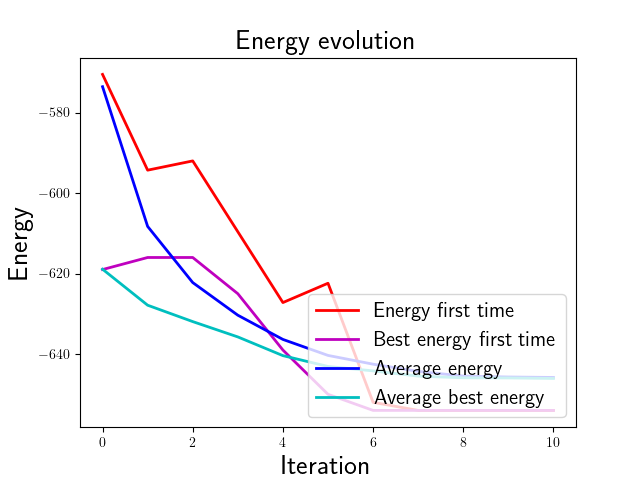 Energy evolution
Energy
−580
−600
−620
−640
0 2 4 6 8 10
Iteration
Energy first time
Best energy first time
Average energy
Average best energy